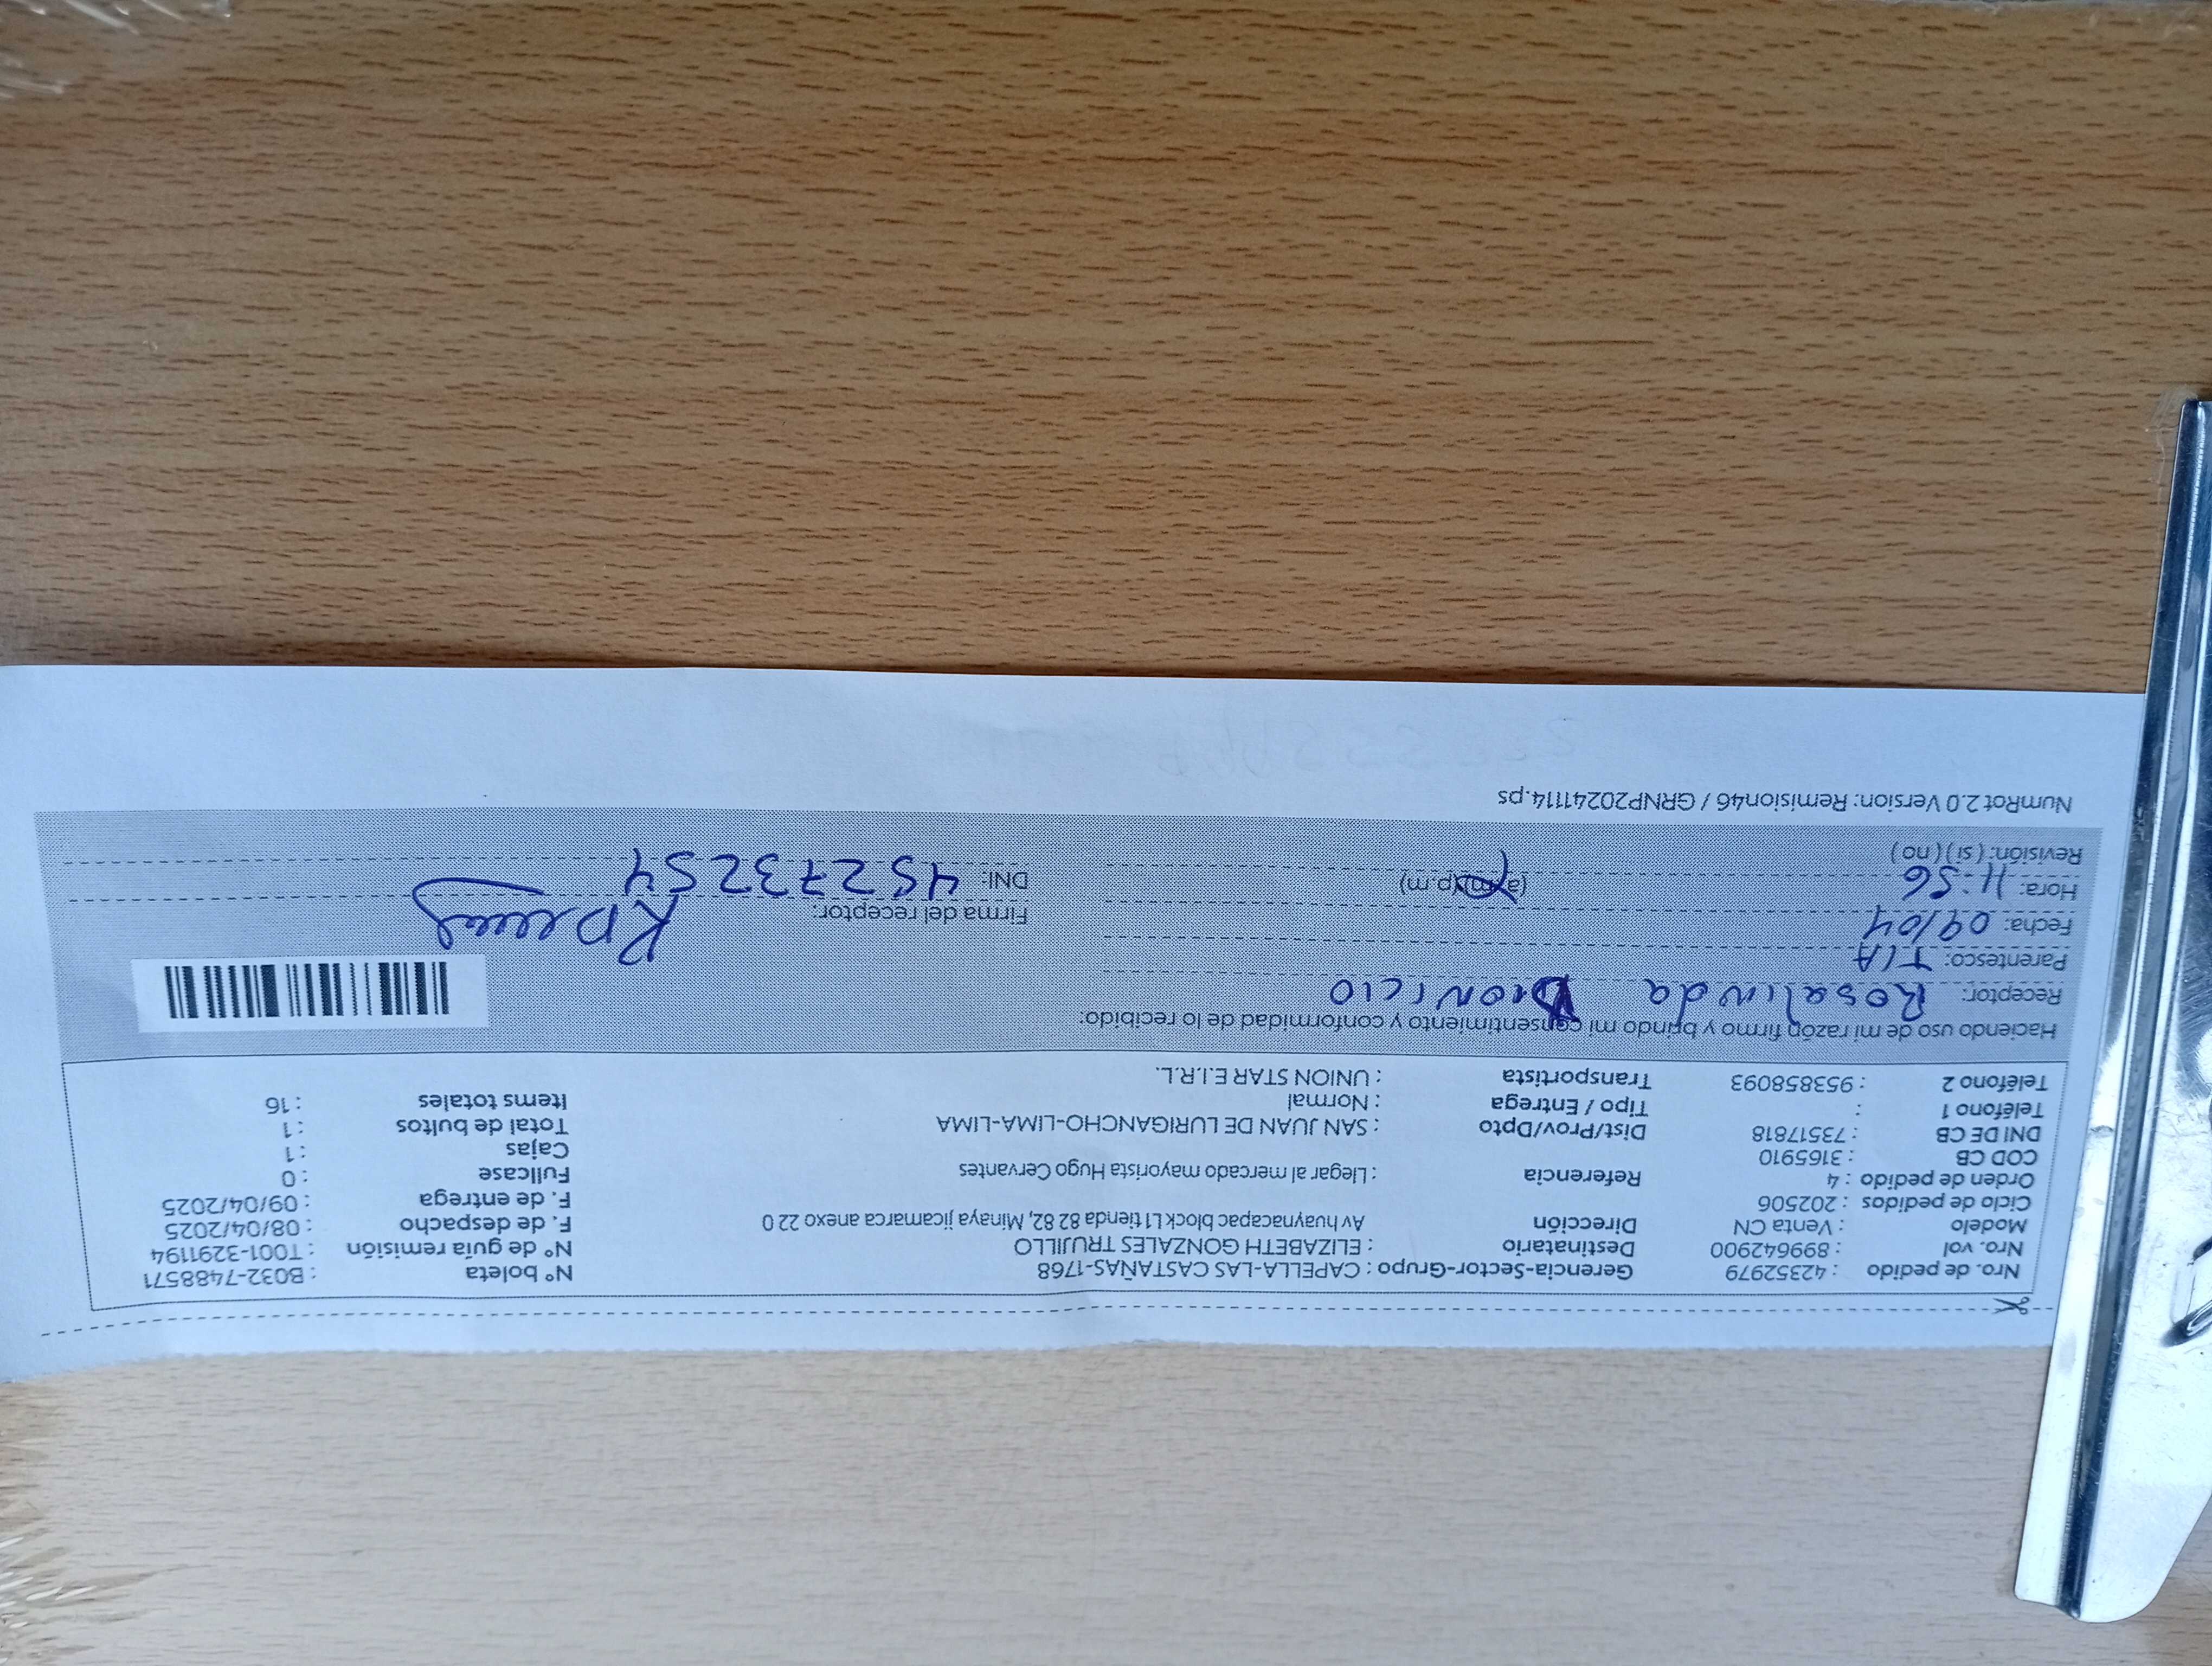 Nro. de pedido : 42352979 Gerencia-Sector-Grupo : CAPELLA-LAS CASTAÑAS-1768 N° boleta : B032-7488571
Nro. vol : 899642900 Destinatario : ELIZABETH GONZALES TRUJILLO N° de guía remisión : T001-3291194
Modelo : Venta CN Dirección Av huaynacapac block L1 tienda 82 82, Minaya jicamarca anexo 22 0 F. de despacho : 08/04/2025
Ciclo de pedidos : 202506 F. de entrega : 09/04/2025
Orden de pedido : 4 Referencia : Llegar al mercado mayorista Hugo Cervantes Fullcase : 0
COD CB : 3165910 Cajas : 1
DNI DE CB : 73517818 Dist/Prov/Dpto : SAN JUAN DE LURIGANCHO-LIMA-LIMA Total de bultos : 1
Teléfono 1 : Tipo / Entrega : Normal Items totales : 16
Teléfono 2 : 953858093 Transportista : UNION STAR E.I.R.L.
Haciendo uso de mi razón firmo y brindo mi consentimiento y conformidad de lo recibido:
Receptor: Rosalinda DIONICIO
Parentesco: TIA
Fecha: 09/04 Firma del receptor:
Hora: 11:56 (a.m)(p.m) DNI: 45273254
Revisión: (si) (no)
NumRot 2.0 Version: Remision46 / GRNP20241114.ps